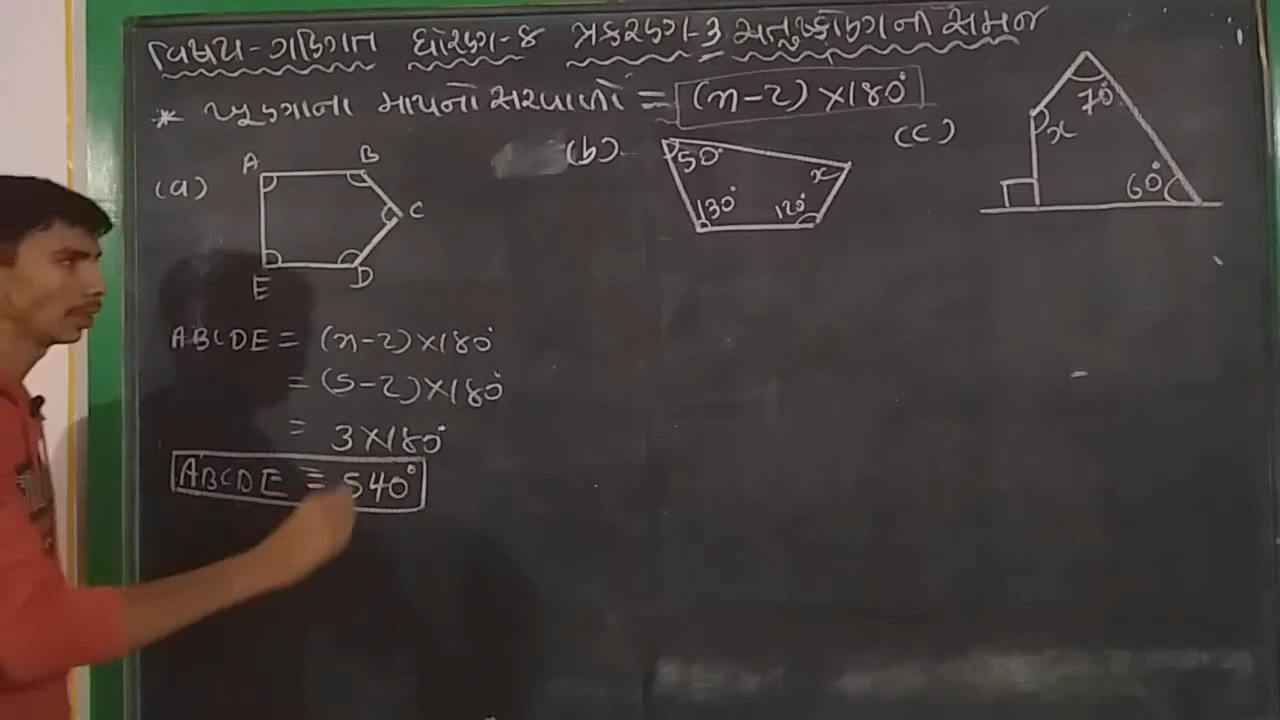 વિષય-ગણિત ધોરણ-8 પ્રકરણ-3 ચતુષ્કોણની સમજ
* ખૂણાના માપનો સરવાળો = (n-2)×180°
(a)
A B
C
E D
(b)
50° x
130° 120°
(c)
70°
x
60°
ABCDE = (n-2)×180°
= (5-2)×180°
= 3×180°
ABCDE = 540°